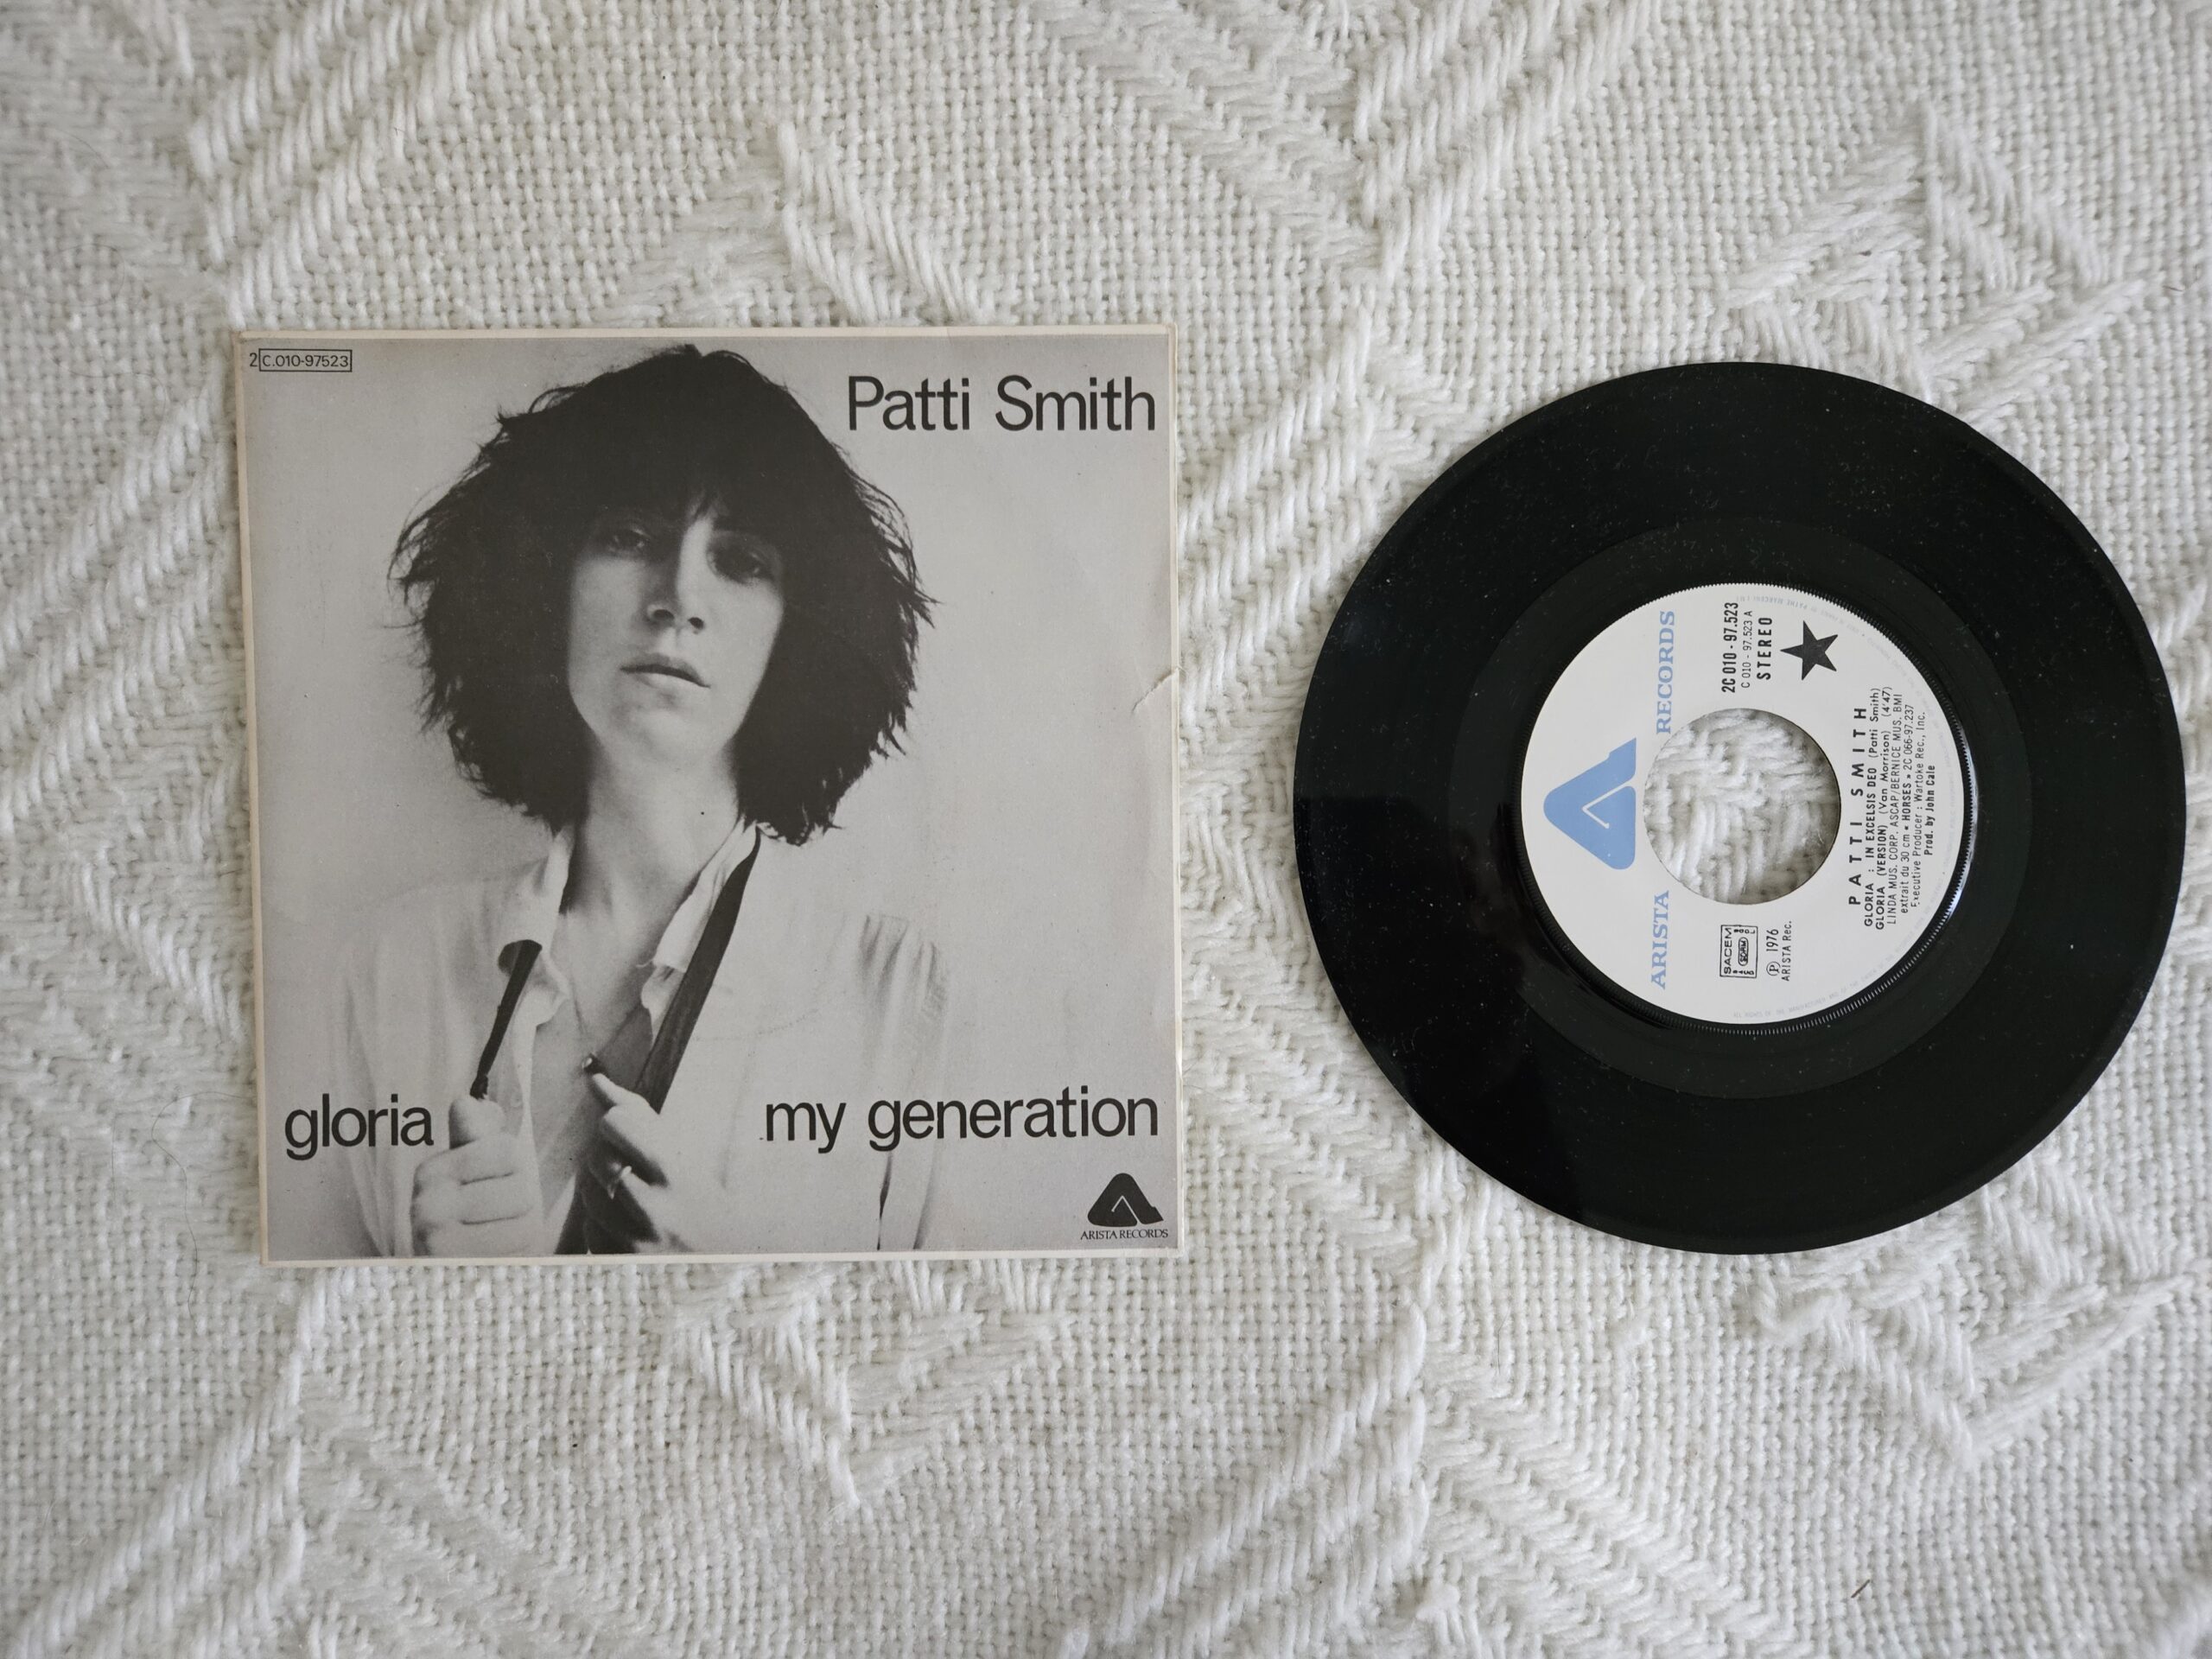 2 C.010-97523
Patti Smith
gloria
my generation
ARISTA RECORDS
ARISTA RECORDS
2C 010 - 97.523
C 010 - 97.523 A
STEREO
SACEM
SDRM
℗ 1976
ARISTA Rec.
PATTI SMITH
GLORIA : IN EXCELSIS DEO (Patti Smith)
GLORIA (VERSION) (Van Morrison) (4'47)
LINDA MUS. CORP. ASCAP/BERNICE MUS. BMI
extrait du 30 cm « HORSES » 2C 066-97.237
Executive Producer : Wartoke Rec., Inc.
Prod. by John Cale